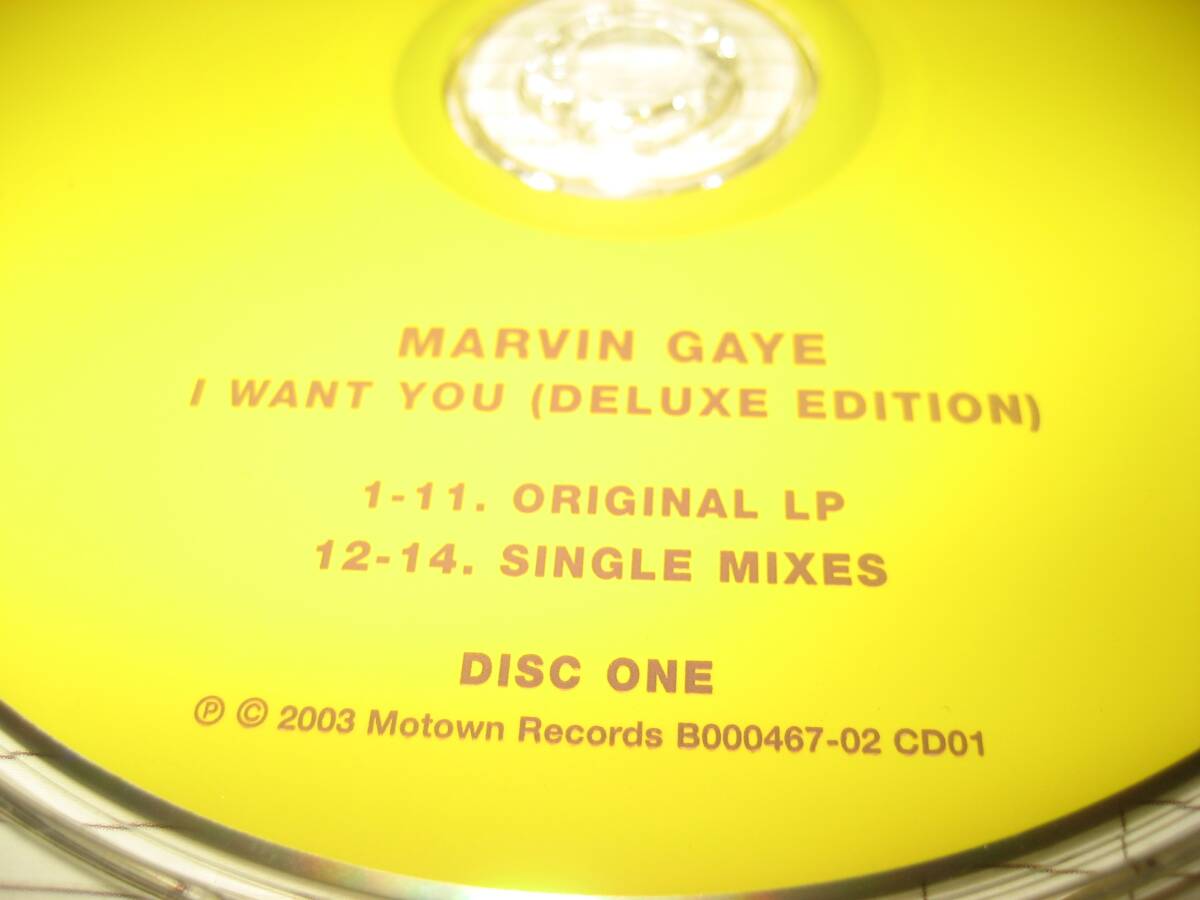 MARVIN GAYE
I WANT YOU (DELUXE EDITION)
1-11. ORIGINAL LP
12-14. SINGLE MIXES
DISC ONE
℗ © 2003 Motown Records B000467-02 CD01